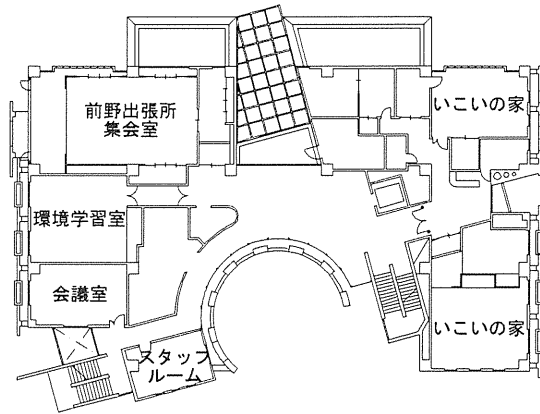 前野出張所
集会室
いこいの家
環境学習室
会議室
スタッフ
ルーム
いこいの家